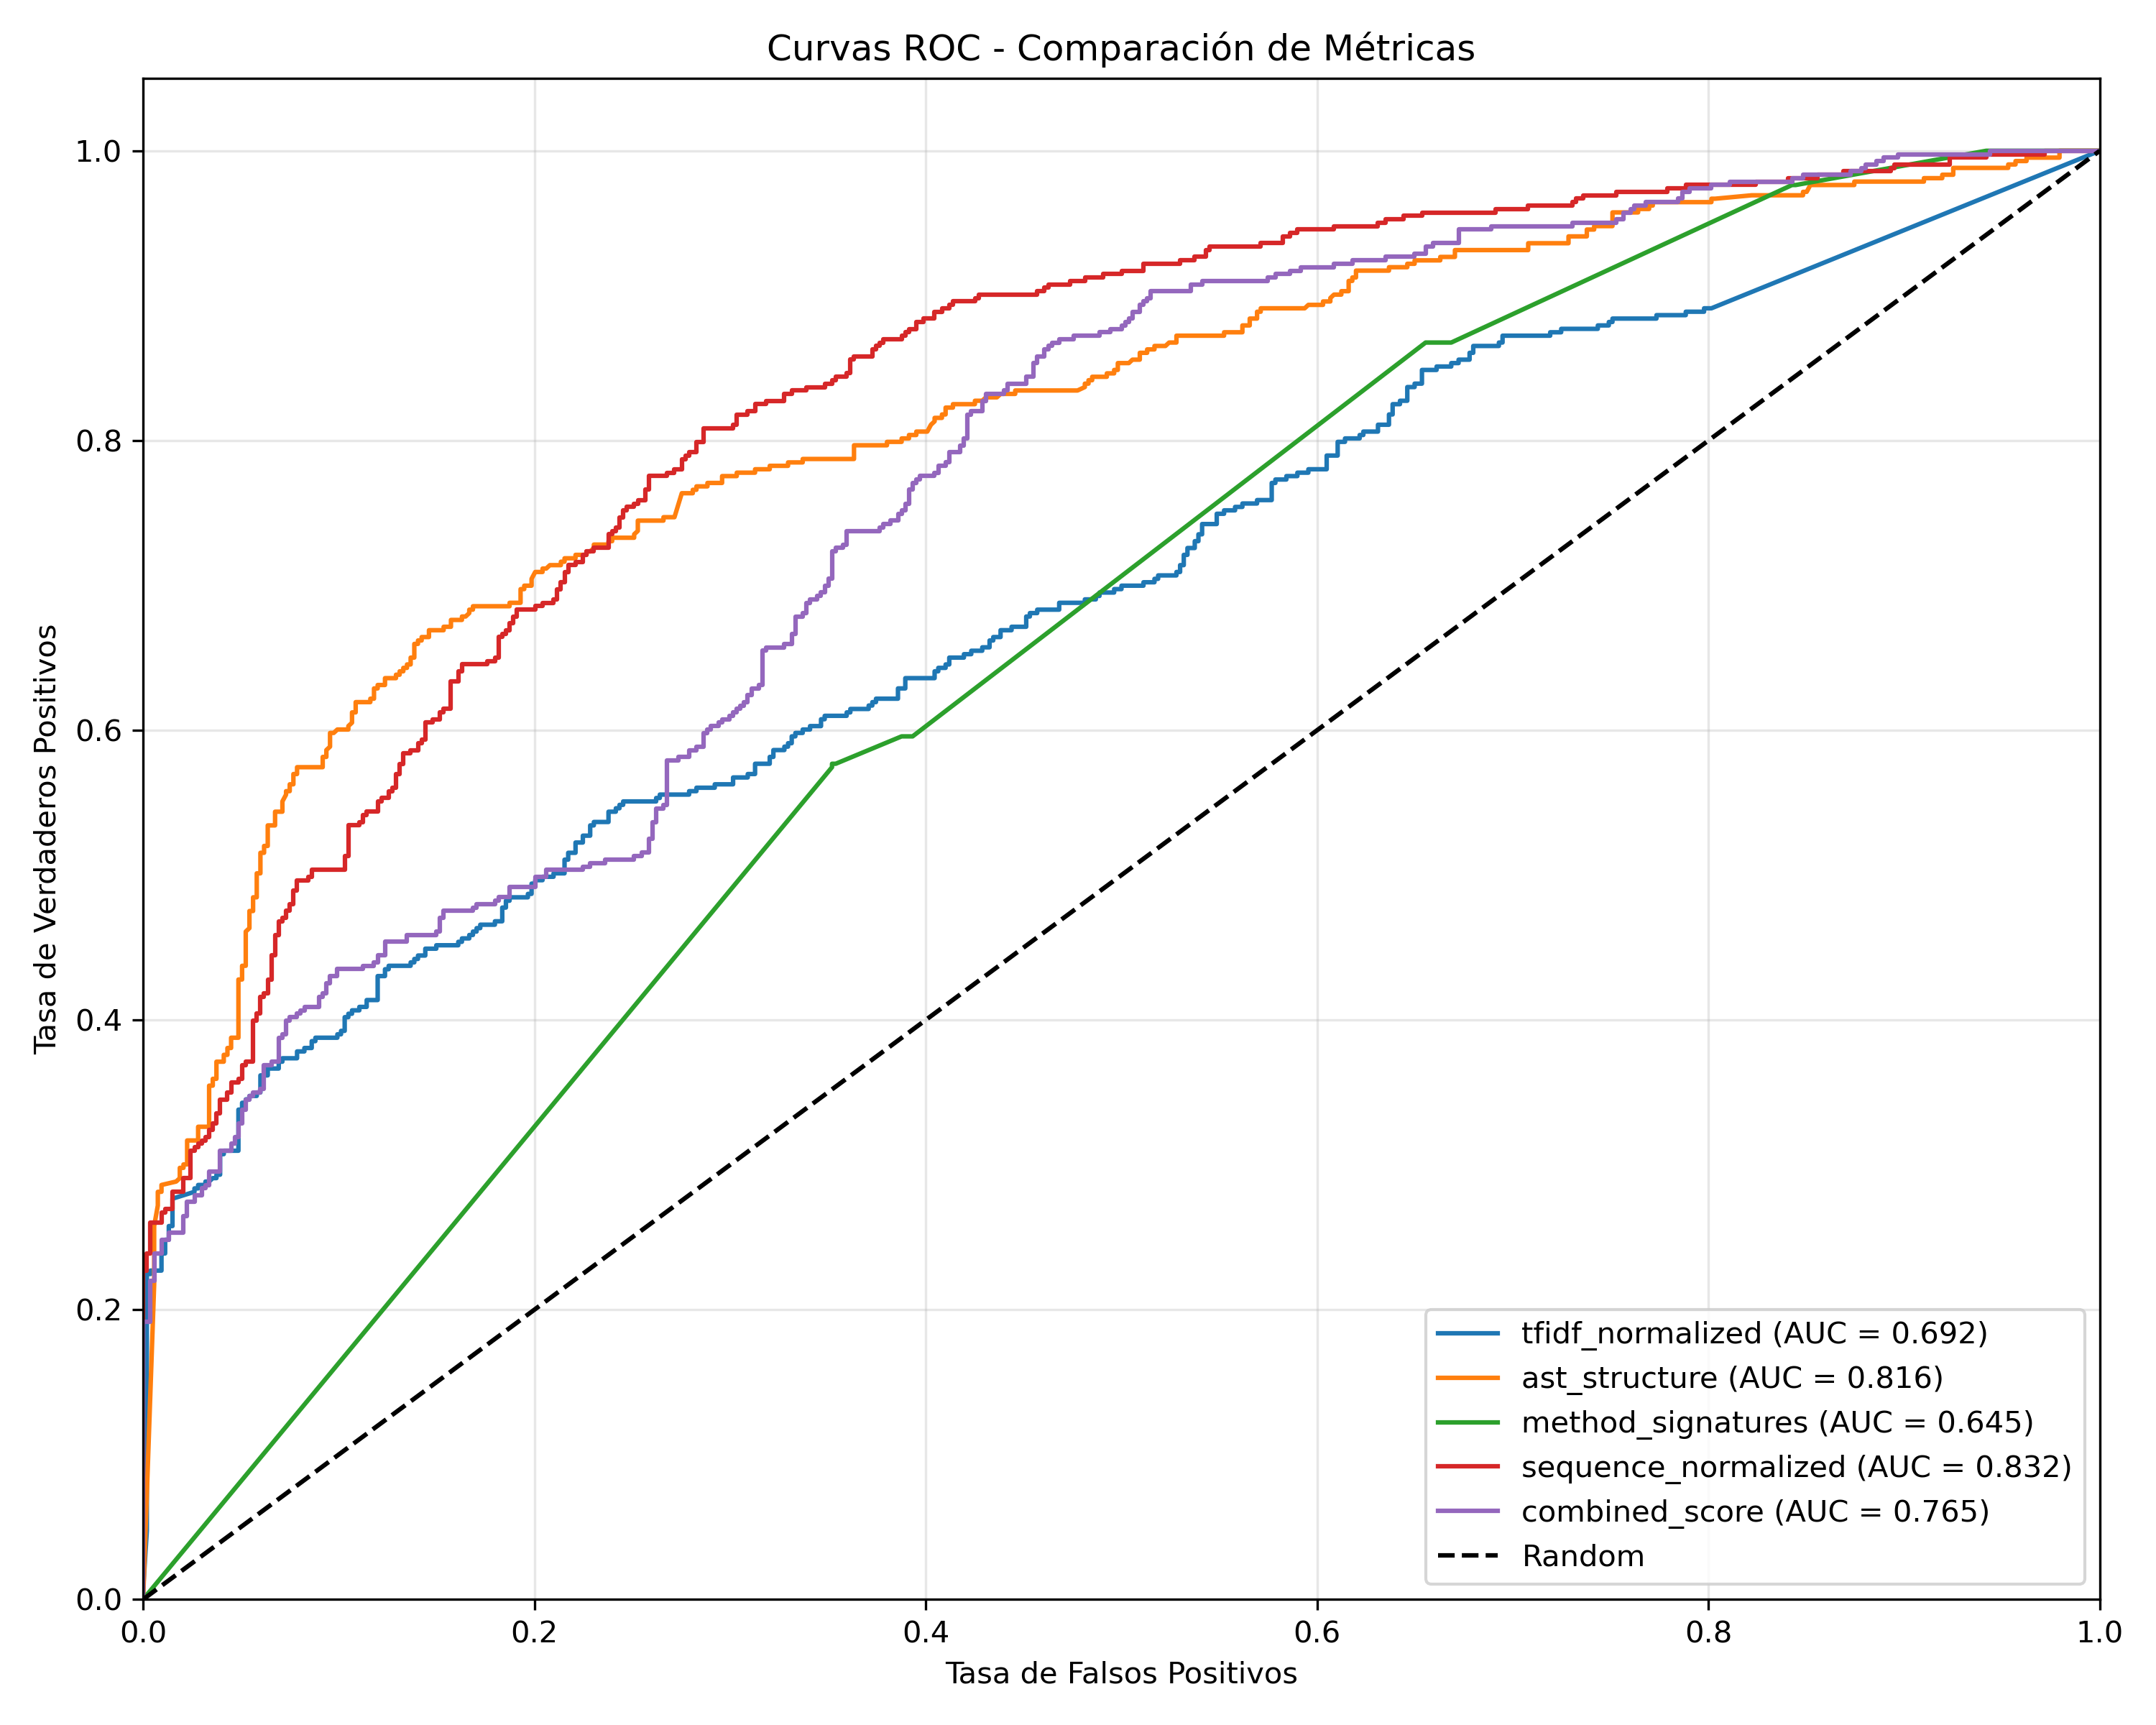 Curvas ROC - Comparación de Métricas
Tasa de Verdaderos Positivos
1.0
0.8
0.6
0.4
0.2
0.0
0.0 0.2 0.4 0.6 0.8 1.0
Tasa de Falsos Positivos
tfidf_normalized (AUC = 0.692)
ast_structure (AUC = 0.816)
method_signatures (AUC = 0.645)
sequence_normalized (AUC = 0.832)
combined_score (AUC = 0.765)
Random